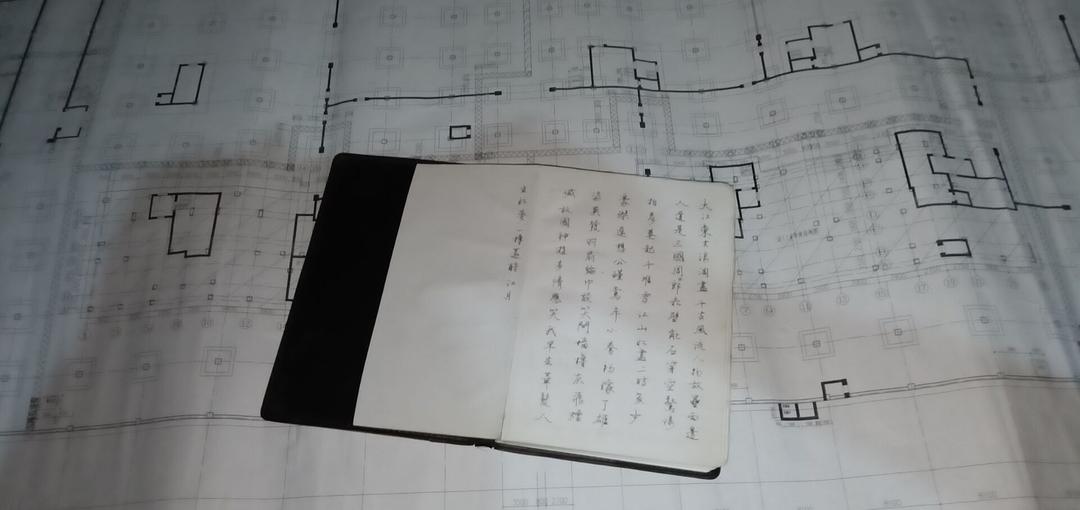 大江東去浪淘盡千古風流人物故壘西邊
人道是三國周郎赤壁亂石穿空驚濤
拍岸卷起千堆雪江山如畫一時多少
豪傑遙想公瑾當年小喬初嫁了雄
姿英發羽扇綸巾談笑間檣櫓灰飛煙
滅故國神遊多情應笑我早生華髮人
生如夢一樽還酹江月